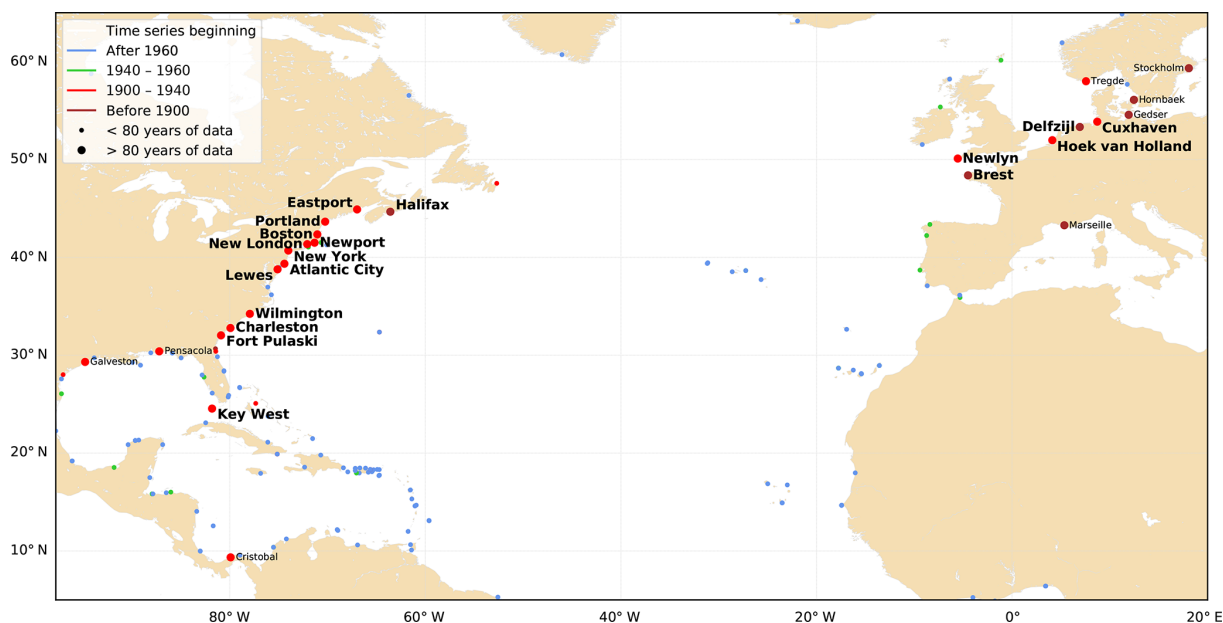 Time series beginning
After 1960
1940 – 1960
1900 – 1940
Before 1900
< 80 years of data
> 80 years of data
60° N
50° N
40° N
30° N
20° N
10° N
Stockholm
Tregde
Hornbaek
Gedser
Delfzijl
Cuxhaven
Hoek van Holland
Newlyn
Brest
Marseille
Eastport
Halifax
Portland
Boston
New London
Newport
New York
Atlantic City
Lewes
Wilmington
Charleston
Fort Pulaski
Pensacola
Galveston
Key West
Cristobal
80° W
60° W
40° W
20° W
0°
20° E